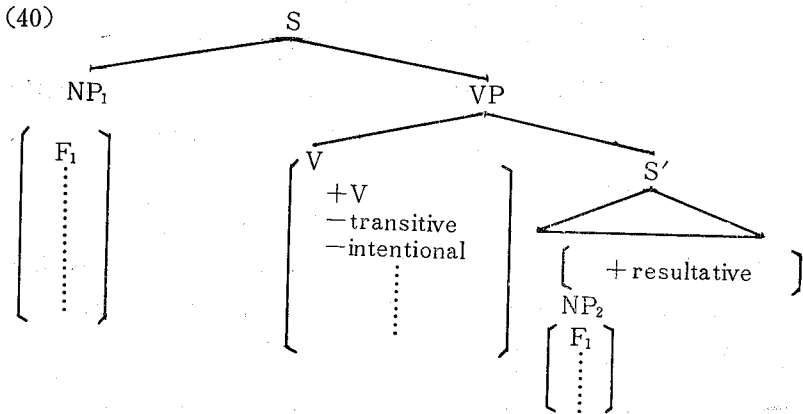 (40)
S
NP₁ VP
F₁ V S′
+V
−transitive
−intentional
+ resultative
NP₂
F₁